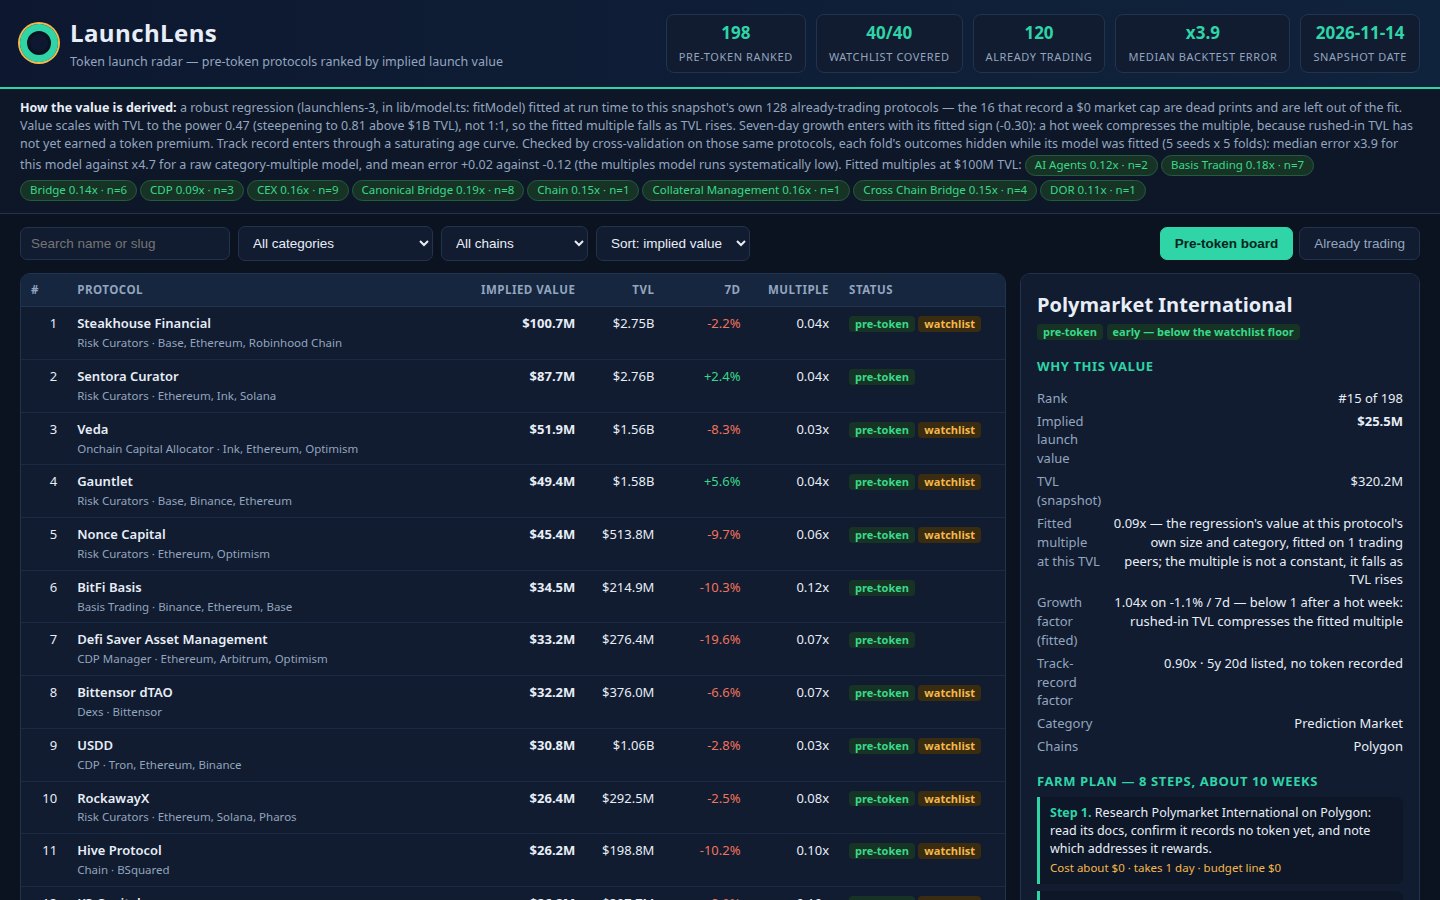 LaunchLens
Token launch radar — pre-token protocols ranked by implied launch value
198
PRE-TOKEN RANKED
40/40
WATCHLIST COVERED
120
ALREADY TRADING
x3.9
MEDIAN BACKTEST ERROR
2026-11-14
SNAPSHOT DATE
How the value is derived: a robust regression (launchlens-3, in lib/model.ts: fitModel) fitted at run time to this snapshot's own 128 already-trading protocols — the 16 that record a $0 market cap are dead prints and are left out of the fit.
Value scales with TVL to the power 0.47 (steepening to 0.81 above $1B TVL), not 1:1, so the fitted multiple falls as TVL rises. Seven-day growth enters with its fitted sign (-0.30): a hot week compresses the multiple, because rushed-in TVL has
not yet earned a token premium. Track record enters through a saturating age curve. Checked by cross-validation on those same protocols, each fold's outcomes hidden while its model was fitted (5 seeds x 5 folds): median error x3.9 for
this model against x4.7 for a raw category-multiple model, and mean error +0.02 against -0.12 (the multiples model runs systematically low). Fitted multiples at $100M TVL: AI Agents 0.12x · n=2 Basis Trading 0.18x · n=7
Bridge 0.14x · n=6 CDP 0.09x · n=3 CEX 0.16x · n=9 Canonical Bridge 0.19x · n=8 Chain 0.15x · n=1 Collateral Management 0.16x · n=1 Cross Chain Bridge 0.15x · n=4 DOR 0.11x · n=1
Search name or slug
All categories
All chains
Sort: implied value
Pre-token board
Already trading
# PROTOCOL IMPLIED VALUE TVL 7D MULTIPLE STATUS
1 Steakhouse Financial $100.7M $2.75B -2.2% 0.04x pre-token watchlist
Risk Curators · Base, Ethereum, Robinhood Chain
2 Sentora Curator $87.7M $2.76B +2.4% 0.04x pre-token
Risk Curators · Ethereum, Ink, Solana
3 Veda $51.9M $1.56B -8.3% 0.03x pre-token watchlist
Onchain Capital Allocator · Ink, Ethereum, Optimism
4 Gauntlet $49.4M $1.58B +5.6% 0.04x pre-token watchlist
Risk Curators · Base, Binance, Ethereum
5 Nonce Capital $45.4M $513.8M -9.7% 0.06x pre-token watchlist
Risk Curators · Ethereum, Optimism
6 BitFi Basis $34.5M $214.9M -10.3% 0.12x pre-token
Basis Trading · Binance, Ethereum, Base
7 Defi Saver Asset Management $33.2M $276.4M -19.6% 0.07x pre-token
CDP Manager · Ethereum, Arbitrum, Optimism
8 Bittensor dTAO $32.2M $376.0M -6.6% 0.07x pre-token watchlist
Dexs · Bittensor
9 USDD $30.8M $1.06B -2.8% 0.03x pre-token watchlist
CDP · Tron, Ethereum, Binance
10 RockawayX $26.4M $292.5M -2.5% 0.08x pre-token watchlist
Risk Curators · Ethereum, Solana, Pharos
11 Hive Protocol $26.2M $198.8M -10.2% 0.10x pre-token watchlist
Chain · BSquared
Polymarket International
pre-token early — below the watchlist floor
WHY THIS VALUE
Rank #15 of 198
Implied launch value $25.5M
TVL (snapshot) $320.2M
Fitted multiple at this TVL 0.09x — the regression's value at this protocol's
own size and category, fitted on 1 trading
peers; the multiple is not a constant, it falls as
TVL rises
Growth factor (fitted) 1.04x on -1.1% / 7d — below 1 after a hot week:
rushed-in TVL compresses the fitted multiple
Track-record factor 0.90x · 5y 20d listed, no token recorded
Category Prediction Market
Chains Polygon
FARM PLAN — 8 STEPS, ABOUT 10 WEEKS
Step 1. Research Polymarket International on Polygon:
read its docs, confirm it records no token yet, and note
which addresses it rewards.
Cost about $0 · takes 1 day · budget line $0